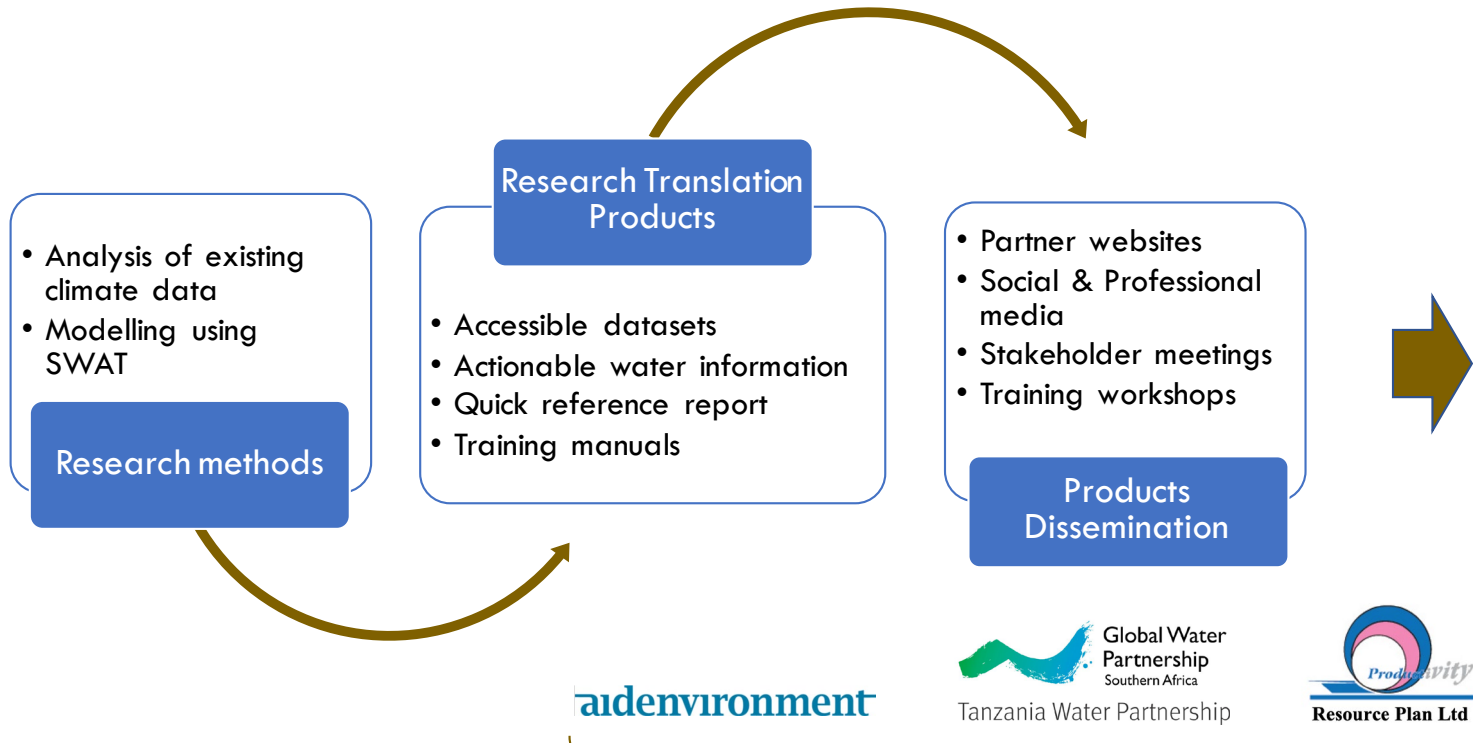 • Analysis of existing
climate data
• Modelling using
SWAT
Research methods
Research Translation
Products
• Accessible datasets
• Actionable water information
• Quick reference report
• Training manuals
• Partner websites
• Social & Professional
media
• Stakeholder meetings
• Training workshops
Products
Dissemination
aidenvironment
Global Water
Partnership
Southern Africa
Tanzania Water Partnership
Productivity
Resource Plan Ltd